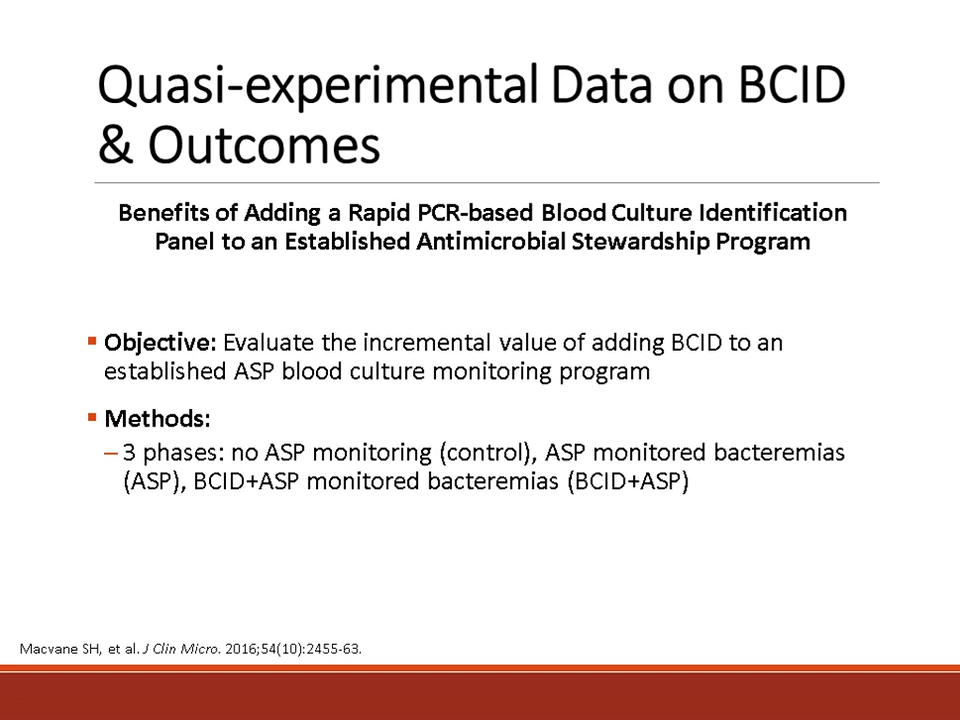 Quasi-experimental Data on BCID
& Outcomes
Benefits of Adding a Rapid PCR-based Blood Culture Identification
Panel to an Established Antimicrobial Stewardship Program
▪ Objective: Evaluate the incremental value of adding BCID to an
established ASP blood culture monitoring program
▪ Methods:
– 3 phases: no ASP monitoring (control), ASP monitored bacteremias
(ASP), BCID+ASP monitored bacteremias (BCID+ASP)
Macvane SH, et al. J Clin Micro. 2016;54(10):2455-63.